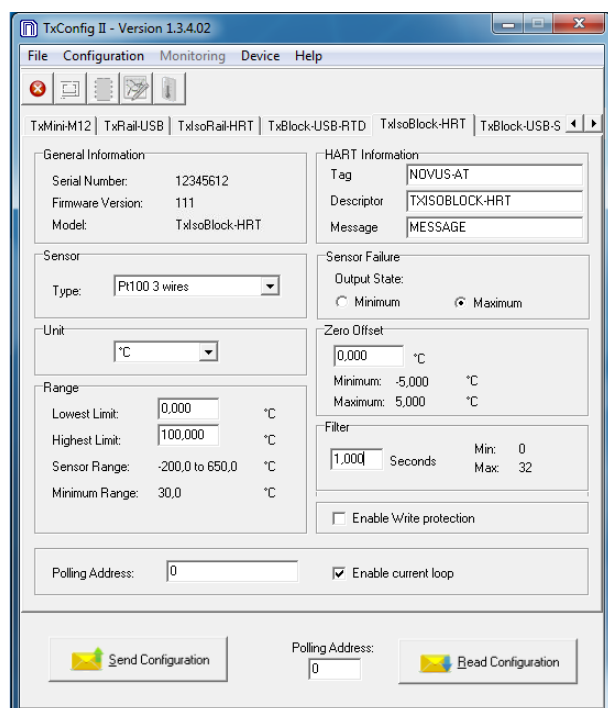 TxConfig II - Version 1.3.4.02
File Configuration Monitoring Device Help
TxMini-M12 TxRail-USB TxIsoRail-HRT TxBlock-USB-RTD TxIsoBlock-HRT TxBlock-USB-S
General Information
Serial Number: 12345612
Firmware Version: 111
Model: TxIsoBlock-HRT
HART Information
Tag NOVUS-AT
Descriptor TXISOBLOCK-HRT
Message MESSAGE
Sensor
Type: Pt100 3 wires
Sensor Failure
Output State:
Minimum Maximum
Unit
°C
Zero Offset
0,000 °C
Minimum: -5,000 °C
Maximum: 5,000 °C
Range
Lowest Limit: 0,000 °C
Highest Limit: 100,000 °C
Sensor Range: -200,0 to 650,0 °C
Minimum Range: 30,0 °C
Filter
1,000 Seconds Min: 0
Max: 32
Enable Write protection
Polling Address: 0 Enable current loop
Send Configuration
Polling Address:
0
Read Configuration